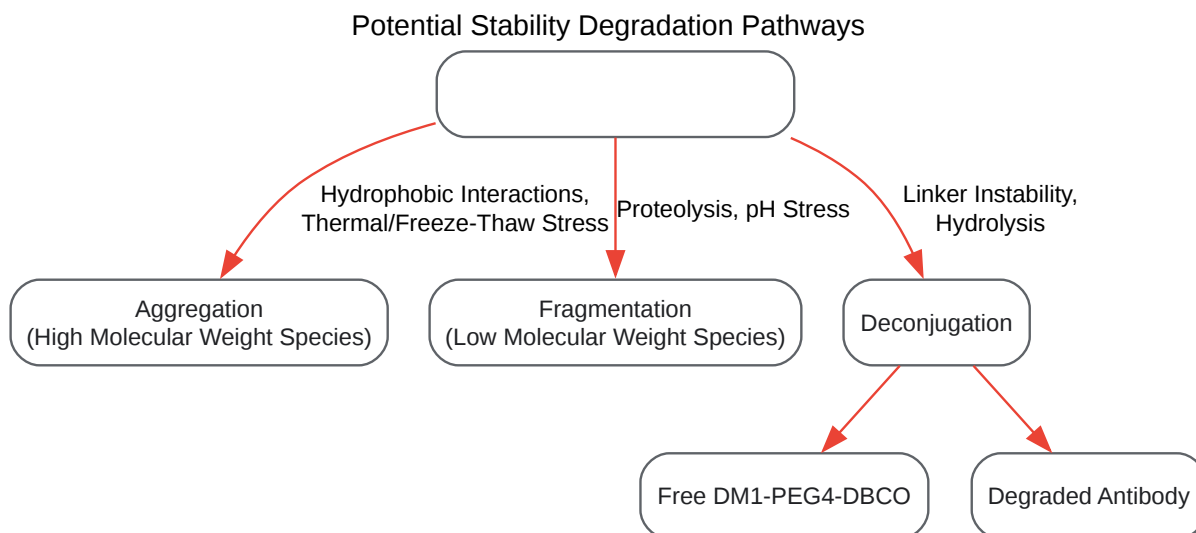 Potential Stability Degradation Pathways
Hydrophobic Interactions,
Thermal/Freeze-Thaw Stress
Proteolysis, pH Stress
Linker Instability,
Hydrolysis
Aggregation
(High Molecular Weight Species)
Fragmentation
(Low Molecular Weight Species)
Deconjugation
Free DM1-PEG4-DBCO
Degraded Antibody